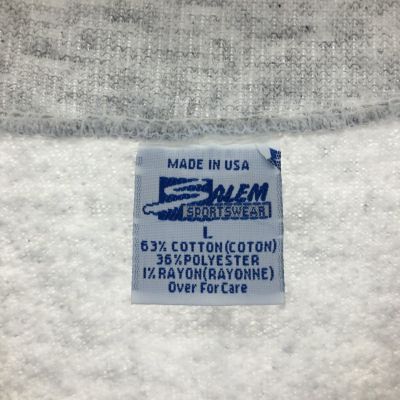 MADE IN USA
SALEM
SPORTSWEAR
L
63% COTTON(COTON)
36% POLYESTER
1% RAYON(RAYONNE)
Over For Care